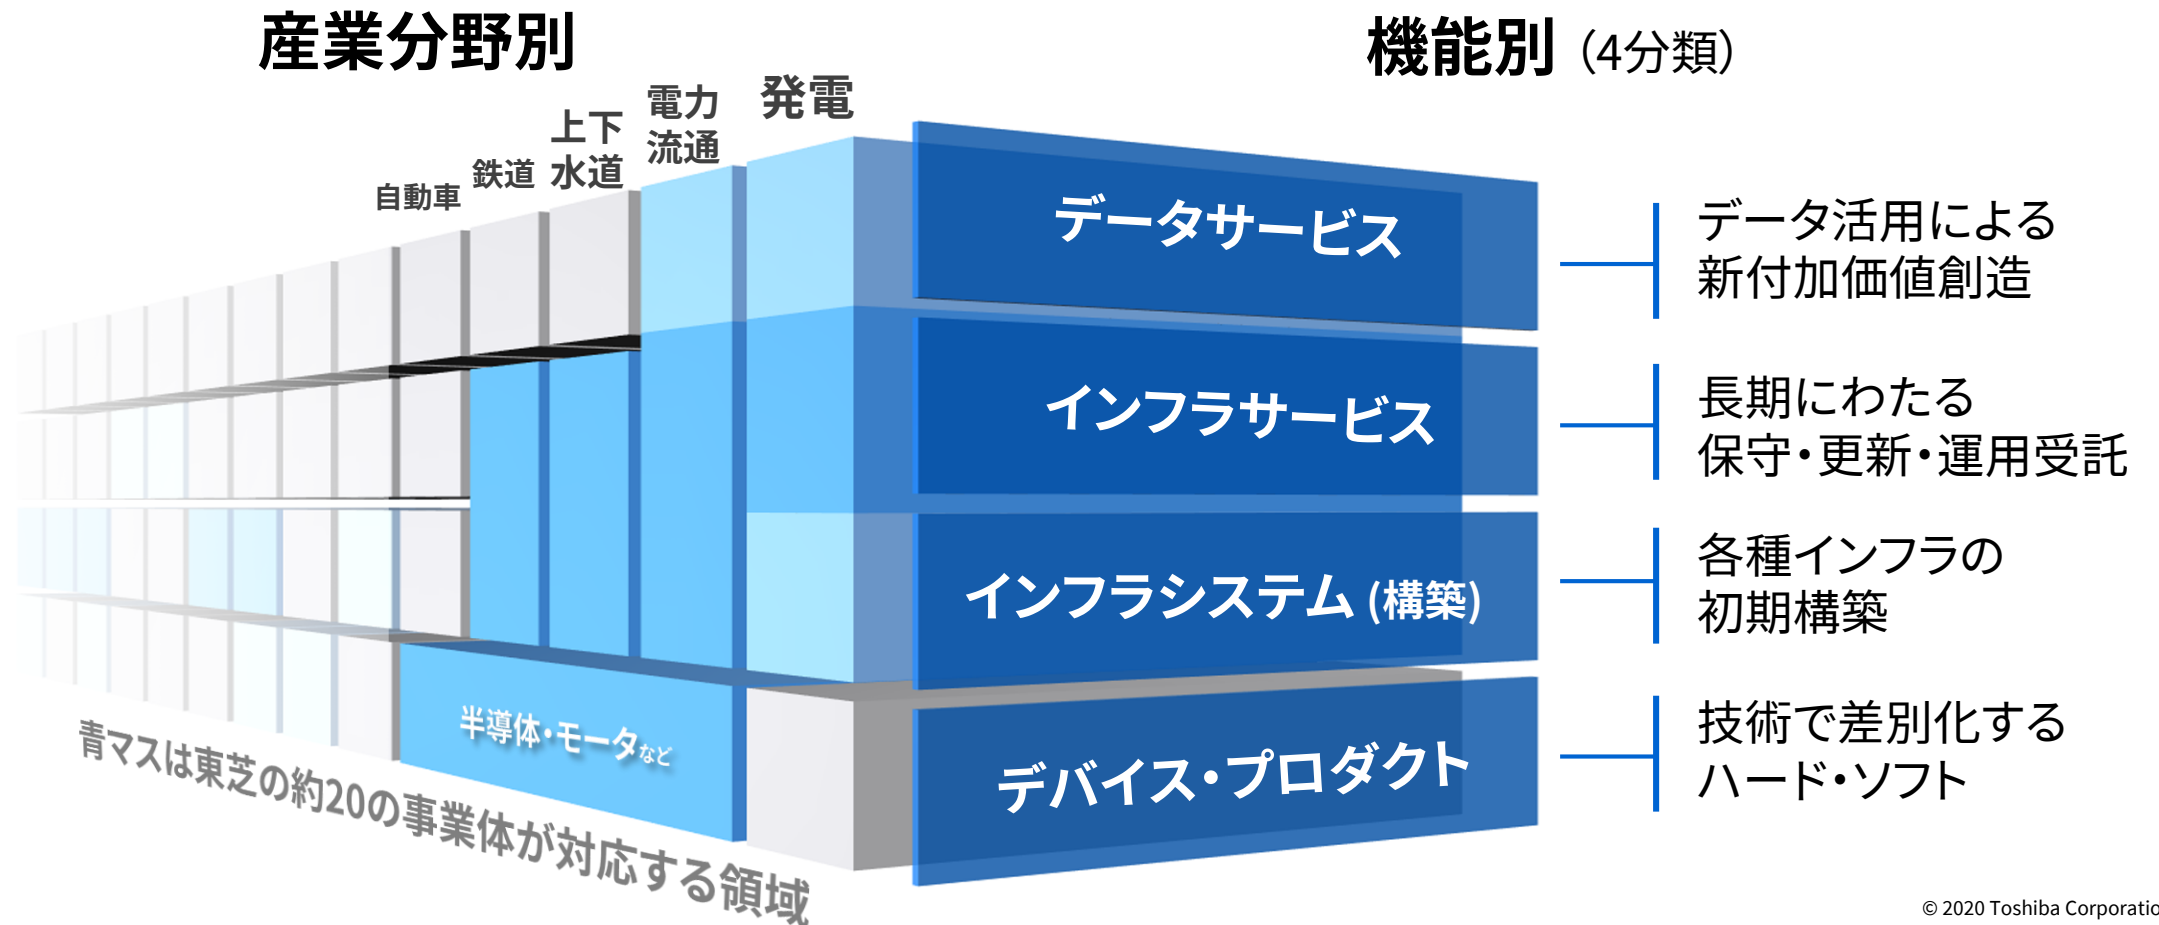 産業分野別
機能別（4分類）
発電
電力
流通
上下
水道
鉄道
自動車
データサービス
データ活用による
新付加価値創造
インフラサービス
長期にわたる
保守・更新・運用受託
インフラシステム (構築)
各種インフラの
初期構築
デバイス・プロダクト
技術で差別化する
ハード・ソフト
半導体・モータなど
青マスは東芝の約20の事業体が対応する領域
© 2020 Toshiba Corporatio